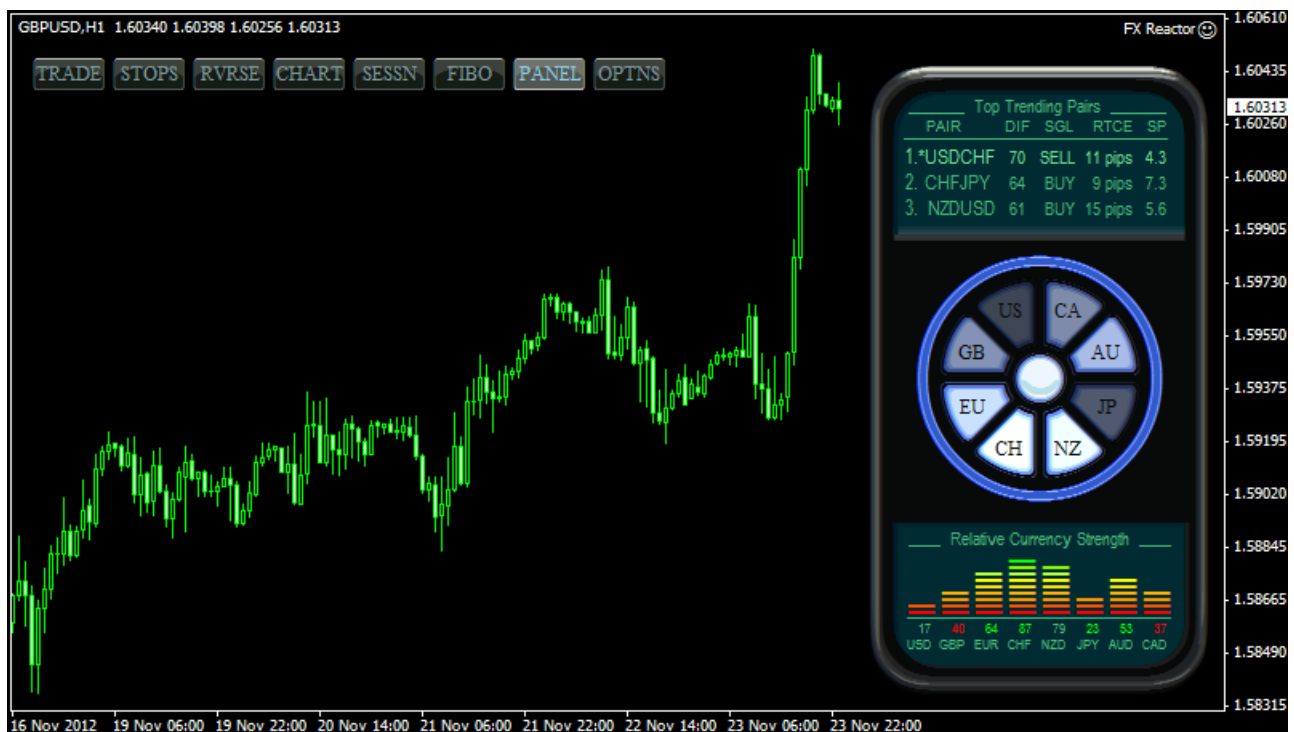 GBPUSD,H1 1.60340 1.60398 1.60256 1.60313
FX Reactor
TRADE STOPS RVRSE CHART SESSN FIBO PANEL OPTNS
Top Trending Pairs
PAIR DIF SGL RTCE SP
1.*USDCHF 70 SELL 11 pips 4.3
2. CHFJPY 64 BUY 9 pips 7.3
3. NZDUSD 61 BUY 15 pips 5.6
US CA
GB AU
EU JP
CH NZ
Relative Currency Strength
17 40 64 87 79 23 53 37
USD GBP EUR CHF NZD JPY AUD CAD
1.60610
1.60435
1.60313
1.60260
1.60080
1.59905
1.59730
1.59550
1.59375
1.59195
1.59020
1.58845
1.58665
1.58490
1.58315
16 Nov 2012 19 Nov 06:00 19 Nov 22:00 20 Nov 14:00 21 Nov 06:00 21 Nov 22:00 22 Nov 14:00 23 Nov 06:00 23 Nov 22:00